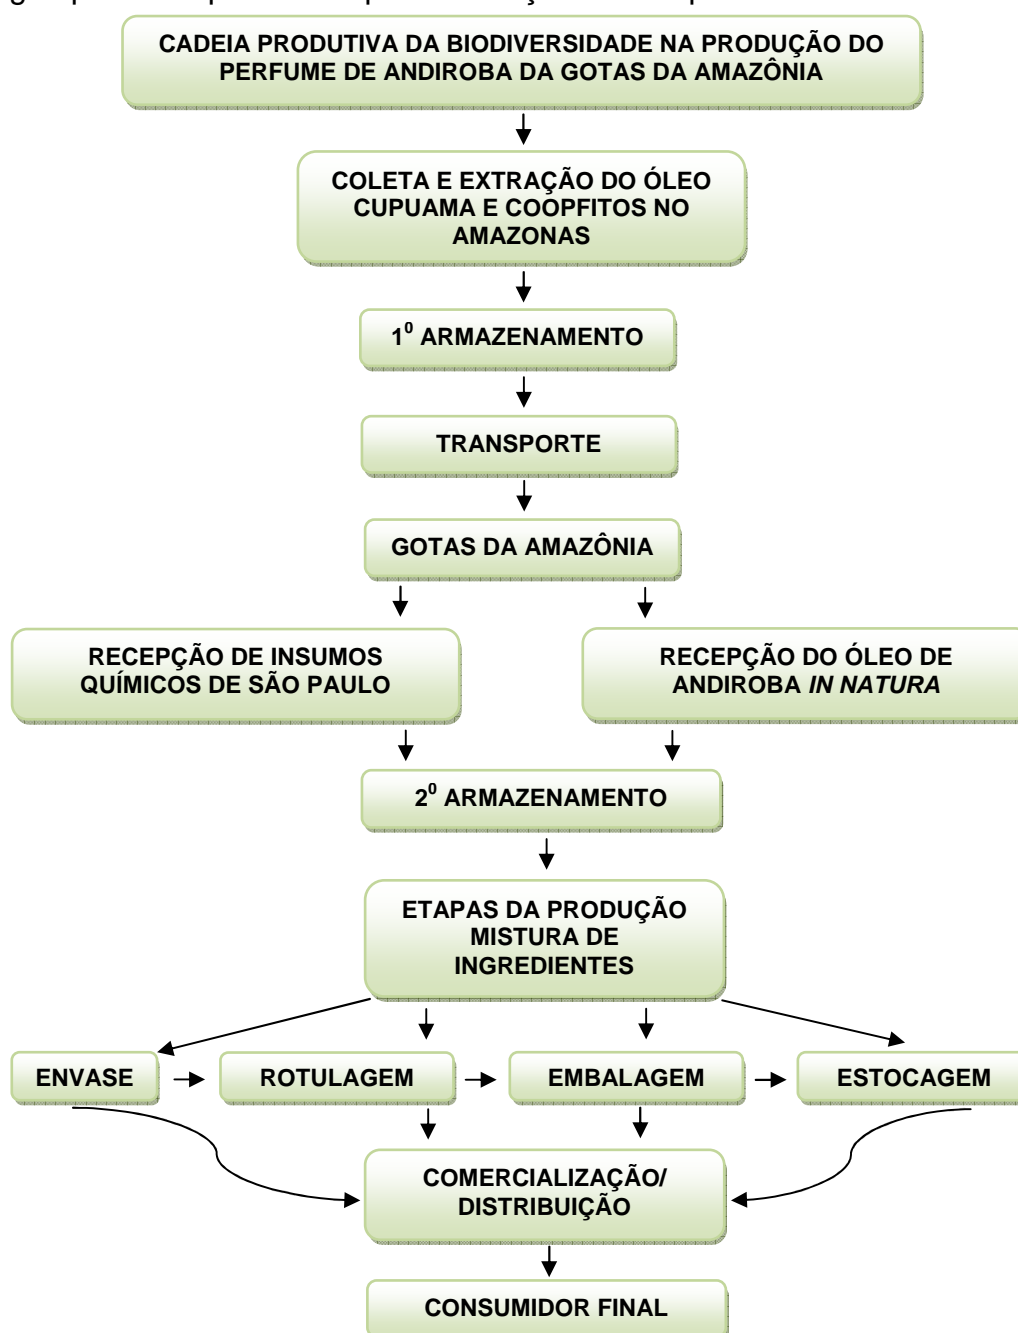 CADEIA PRODUTIVA DA BIODIVERSIDADE NA PRODUÇÃO DO
PERFUME DE ANDIROBA DA GOTAS DA AMAZÔNIA
COLETA E EXTRAÇÃO DO ÓLEO
CUPUAMA E COOPFITOS NO
AMAZONAS
1⁰ ARMAZENAMENTO
TRANSPORTE
GOTAS DA AMAZÔNIA
RECEPÇÃO DE INSUMOS
QUÍMICOS DE SÃO PAULO
RECEPÇÃO DO ÓLEO DE
ANDIROBA IN NATURA
2⁰ ARMAZENAMENTO
ETAPAS DA PRODUÇÃO
MISTURA DE
INGREDIENTES
ENVASE
ROTULAGEM
EMBALAGEM
ESTOCAGEM
COMERCIALIZAÇÃO/
DISTRIBUIÇÃO
CONSUMIDOR FINAL